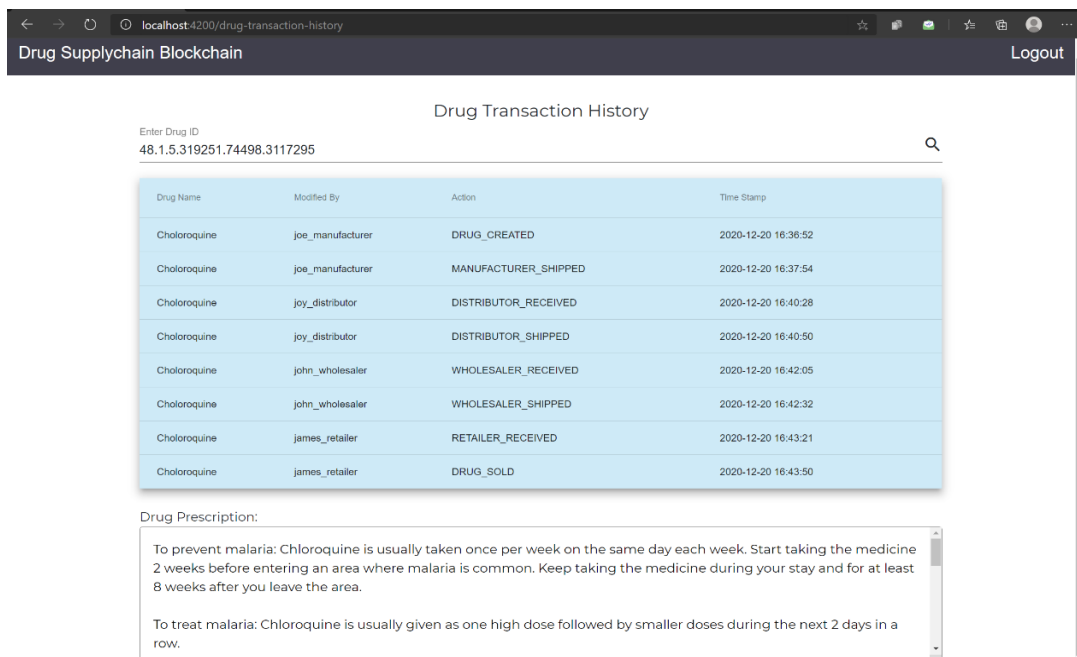 localhost:4200/drug-transaction-history
Drug Supplychain Blockchain Logout
Drug Transaction History
Enter Drug ID
48.1.5.319251.74498.3117295
Drug Name Modified By Action Time Stamp
Choloroquine joe_manufacturer DRUG_CREATED 2020-12-20 16:36:52
Choloroquine joe_manufacturer MANUFACTURER_SHIPPED 2020-12-20 16:37:54
Choloroquine joy_distributor DISTRIBUTOR_RECEIVED 2020-12-20 16:40:28
Choloroquine joy_distributor DISTRIBUTOR_SHIPPED 2020-12-20 16:40:50
Choloroquine john_wholesaler WHOLESALER_RECEIVED 2020-12-20 16:42:05
Choloroquine john_wholesaler WHOLESALER_SHIPPED 2020-12-20 16:42:32
Choloroquine james_retailer RETAILER_RECEIVED 2020-12-20 16:43:21
Choloroquine james_retailer DRUG_SOLD 2020-12-20 16:43:50
Drug Prescription:
To prevent malaria: Chloroquine is usually taken once per week on the same day each week. Start taking the medicine
2 weeks before entering an area where malaria is common. Keep taking the medicine during your stay and for at least
8 weeks after you leave the area.
To treat malaria: Chloroquine is usually given as one high dose followed by smaller doses during the next 2 days in a
row.